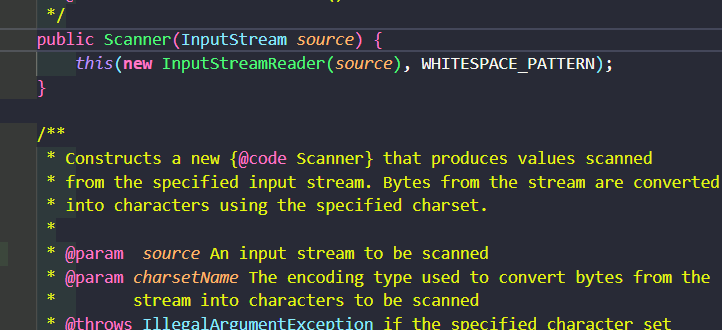 */
public Scanner(InputStream source) {
this(new InputStreamReader(source), WHITESPACE_PATTERN);
}
/**
* Constructs a new {@code Scanner} that produces values scanned
* from the specified input stream. Bytes from the stream are converted
* into characters using the specified charset.
*
* @param  source An input stream to be scanned
* @param charsetName The encoding type used to convert bytes from the
*        stream into characters to be scanned
* @throws IllegalArgumentException if the specified character set